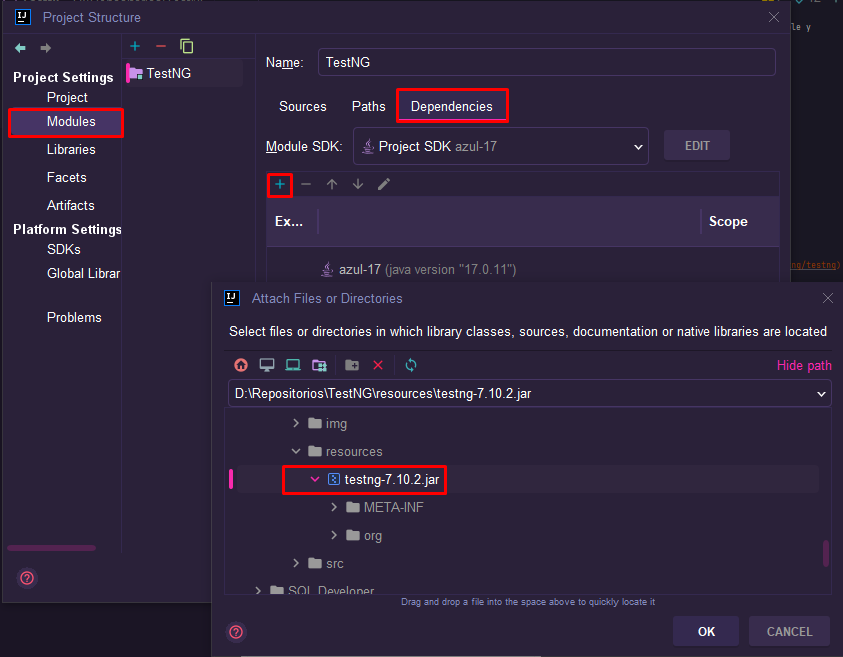 Project Structure
le y
Project Settings
Project
Modules
Libraries
Facets
Artifacts
Platform Settings
SDKs
Global Librar
Problems
TestNG
Name: TestNG
Sources Paths Dependencies
Module SDK: Project SDK azul-17 EDIT
Ex... Scope
azul-17 (java version "17.0.11")
ng/testng)
Attach Files or Directories
Select files or directories in which library classes, sources, documentation or native libraries are located
Hide path
D:\Repositorios\TestNG\resources\testng-7.10.2.jar
img
resources
testng-7.10.2.jar
META-INF
org
src
SQL Developer
Drag and drop a file into the space above to quickly locate it
OK CANCEL